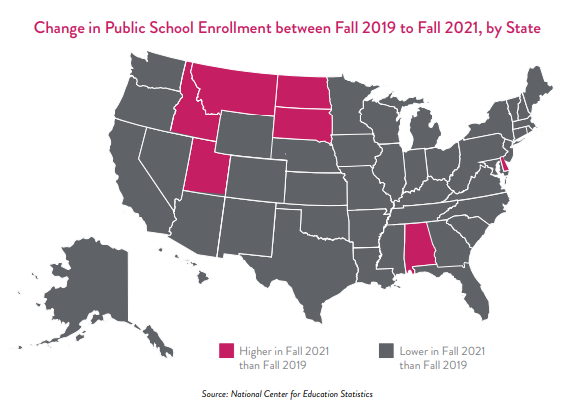 Change in Public School Enrollment between Fall 2019 to Fall 2021, by State
Higher in Fall 2021
than Fall 2019
Lower in Fall 2021
than Fall 2019
Source: National Center for Education Statistics